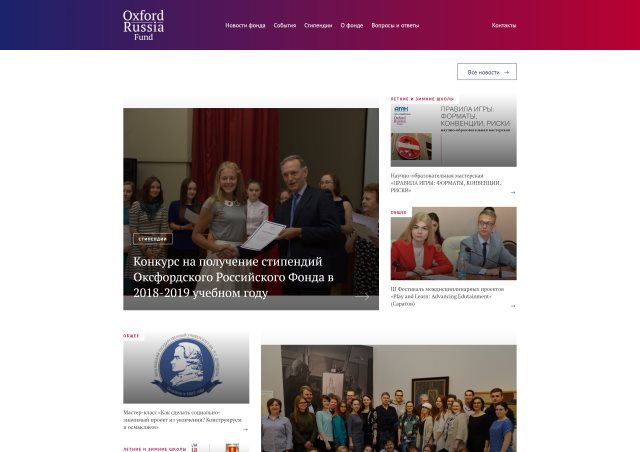 Oxford
Russia
Fund
Новости фонда
События
Стипендии
О фонде
Вопросы и ответы
Контакты
Все новости →
СТИПЕНДИИ
Конкурс на получение стипендий
Оксфордского Российского Фонда в
2018-2019 учебном году
ЛЕТНИЕ И ЗИМНИЕ ШКОЛЫ
ПРАВИЛА ИГРЫ:
ФОРМАТЫ,
КОНВЕНЦИИ, РИСКИ
научно-образовательная мастерская
Oxford
Russia
Научно-образовательная мастерская
«ПРАВИЛА ИГРЫ: ФОРМАТЫ, КОНВЕНЦИИ,
РИСКИ»
ОБЩЕЕ
III Фестиваль междисциплинарных проектов
«Play and Learn: Advancing Edutainment»
(Саратов)
ОБЩЕЕ
Мастер-класс «Как сделать социально-
значимый проект из увлечения? Конструируем
и осмысляем»
ЛЕТНИЕ И ЗИМНИЕ ШКОЛЫ